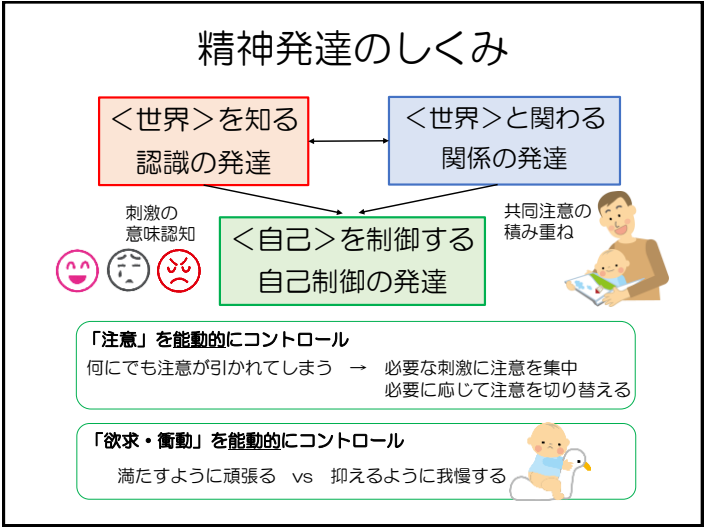 精神発達のしくみ
＜世界＞を知る
認識の発達
＜世界＞と関わる
関係の発達
刺激の
意味認知
＜自己＞を制御する
自己制御の発達
共同注意の
積み重ね
「注意」を能動的にコントロール
何にでも注意が引かれてしまう　→　必要な刺激に注意を集中
必要に応じて注意を切り替える
「欲求・衝動」を能動的にコントロール
満たすように頑張る　vs　抑えるように我慢する